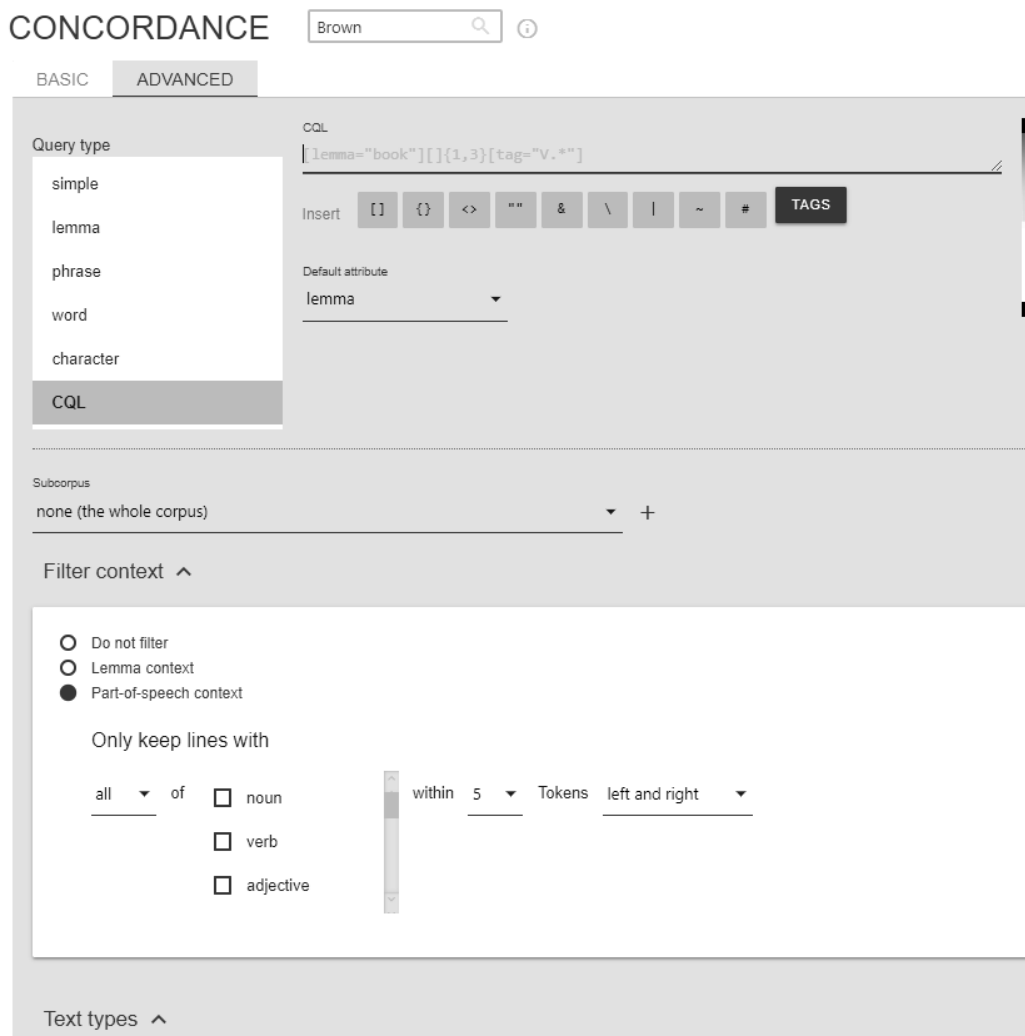 CONCORDANCE
Brown
BASIC
ADVANCED
Query type
simple
lemma
phrase
word
character
CQL
CQL
[lemma="book"][]{1,3}[tag="V.*"]
Insert [] {} <> "" & \ | ~ # TAGS
Default attribute
lemma
Subcorpus
none (the whole corpus)
+
Filter context
Do not filter
Lemma context
Part-of-speech context
Only keep lines with
all of noun within 5 Tokens left and right
verb
adjective
Text types